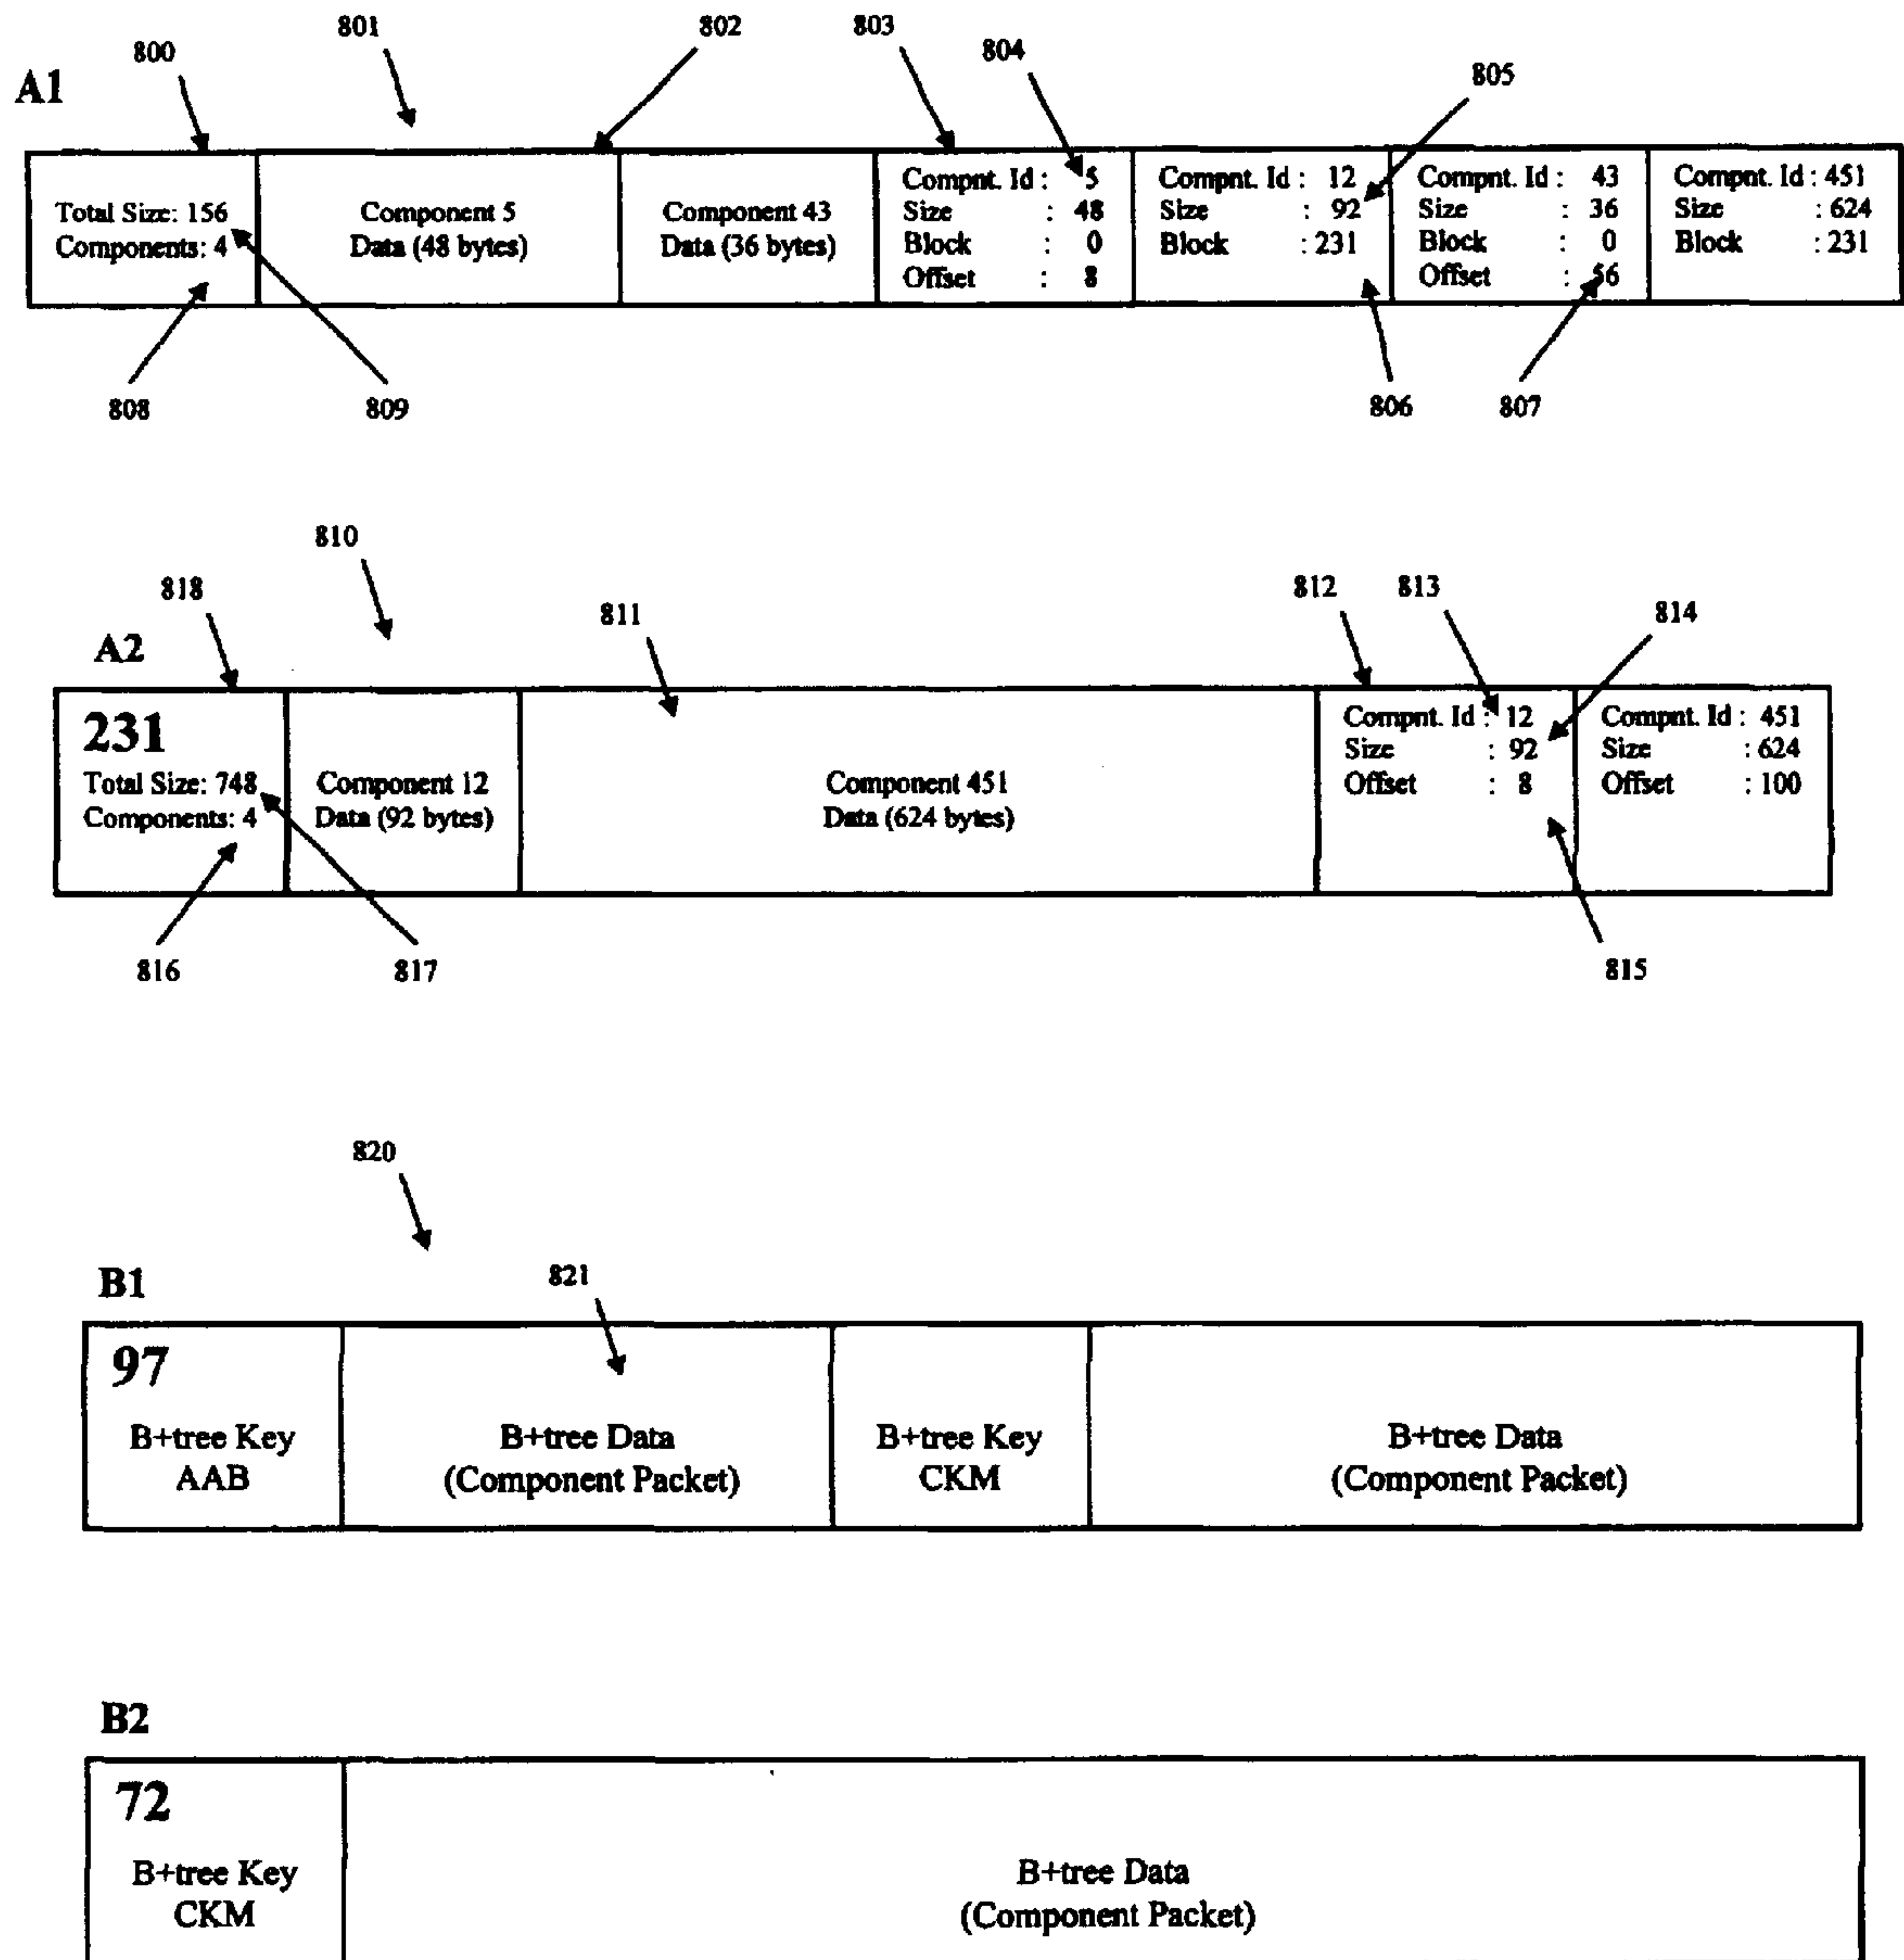 801
802
803
800
804
805
A1
Total Size: 156
Components: 4
Component 5
Data (48 bytes)
Component 43
Data (36 bytes)
Compnt. Id : 5
Size : 48
Block : 0
Offset : 8
Compnt. Id : 12
Size : 92
Block : 231
Compnt. Id : 43
Size : 36
Block : 0
Offset : 56
Compnt. Id : 451
Size : 624
Block : 231
808
809
806
807
810
818
811
812
813
814
A2
231
Total Size: 748
Components: 4
Component 12
Data (92 bytes)
Component 451
Data (624 bytes)
Compnt. Id : 12
Size : 92
Offset : 8
Compnt. Id : 451
Size : 624
Offset : 100
816
817
815
820
B1
821
97
B+tree Key
AAB
B+tree Data
(Component Packet)
B+tree Key
CKM
B+tree Data
(Component Packet)
B2
72
B+tree Key
CKM
B+tree Data
(Component Packet)